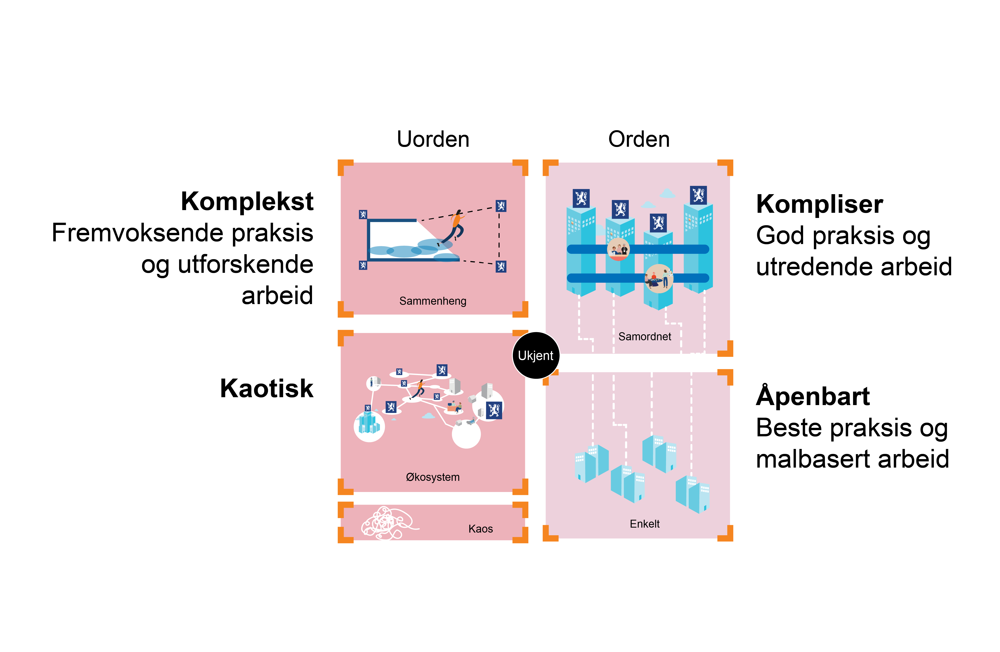 Uorden
Orden
Komplekst
Fremvoksende praksis
og utforskende
arbeid
Sammenheng
Kompliser
God praksis og
utredende arbeid
Samordnet
Ukjent
Kaotisk
Økosystem
Kaos
Åpenbart
Beste praksis og
malbasert arbeid
Enkelt